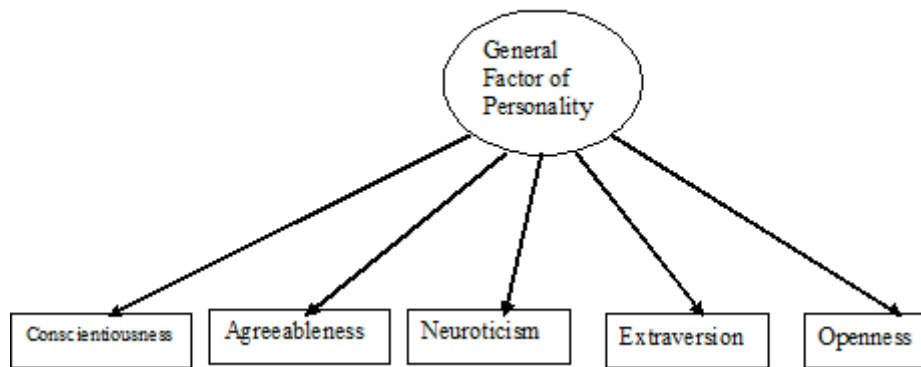 General
Factor of
Personality
Conscientiousness
Agreeableness
Neuroticism
Extraversion
Openness